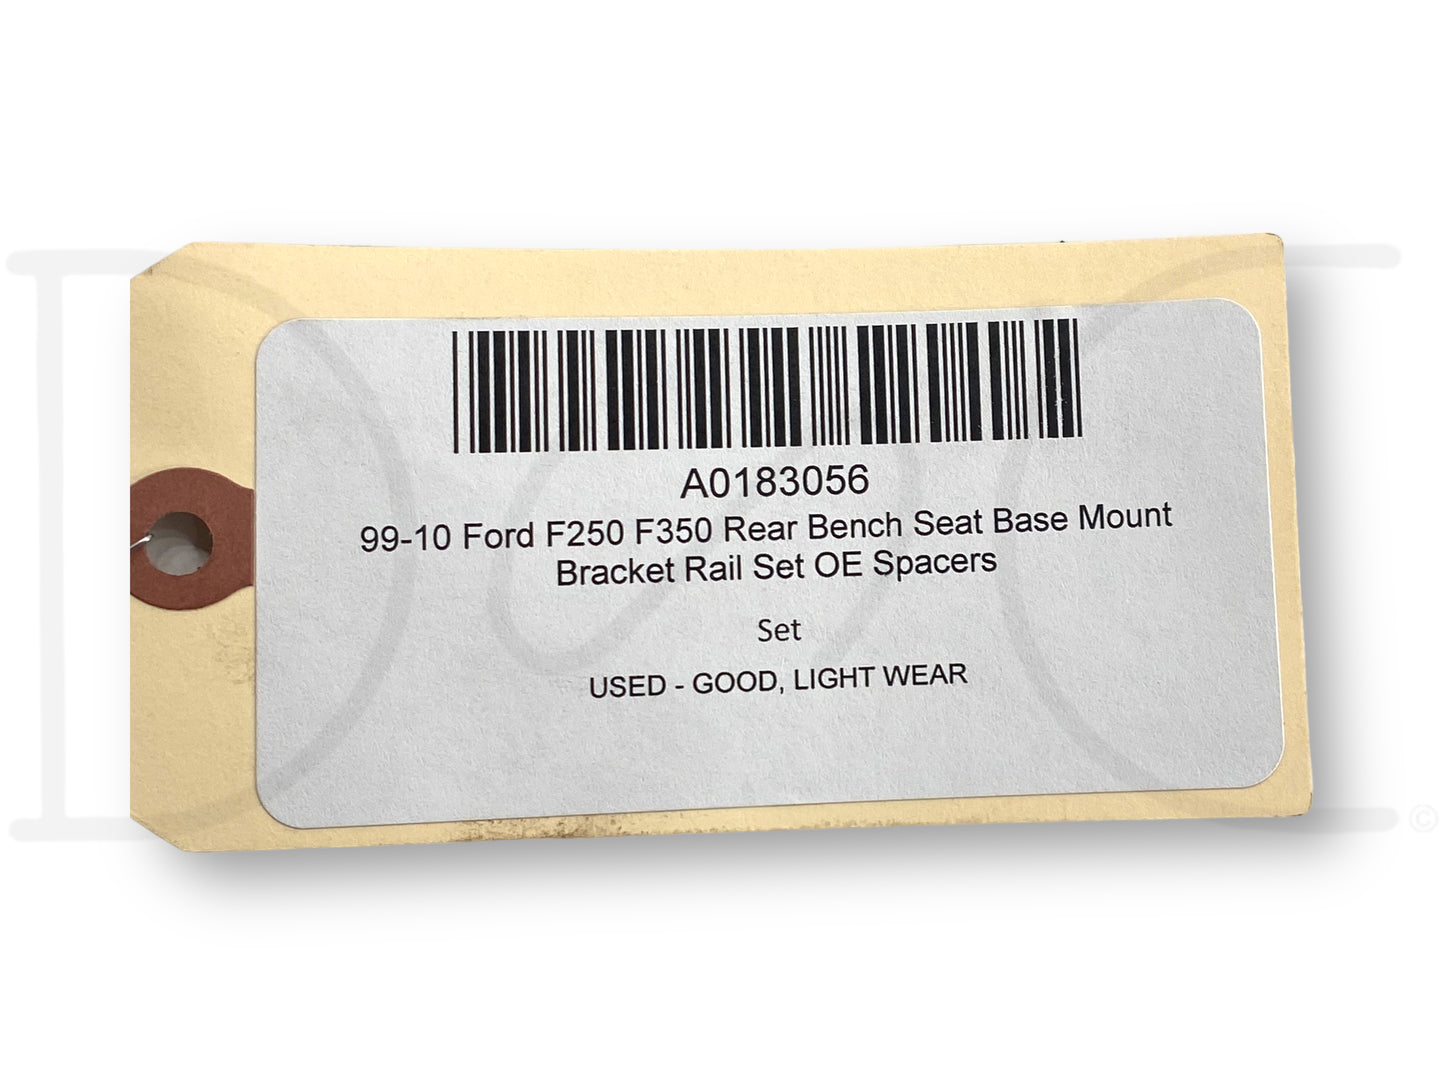 A0183056
99-10 Ford F250 F350 Rear Bench Seat Base Mount
Bracket Rail Set OE Spacers
Set
USED - GOOD, LIGHT WEAR
©